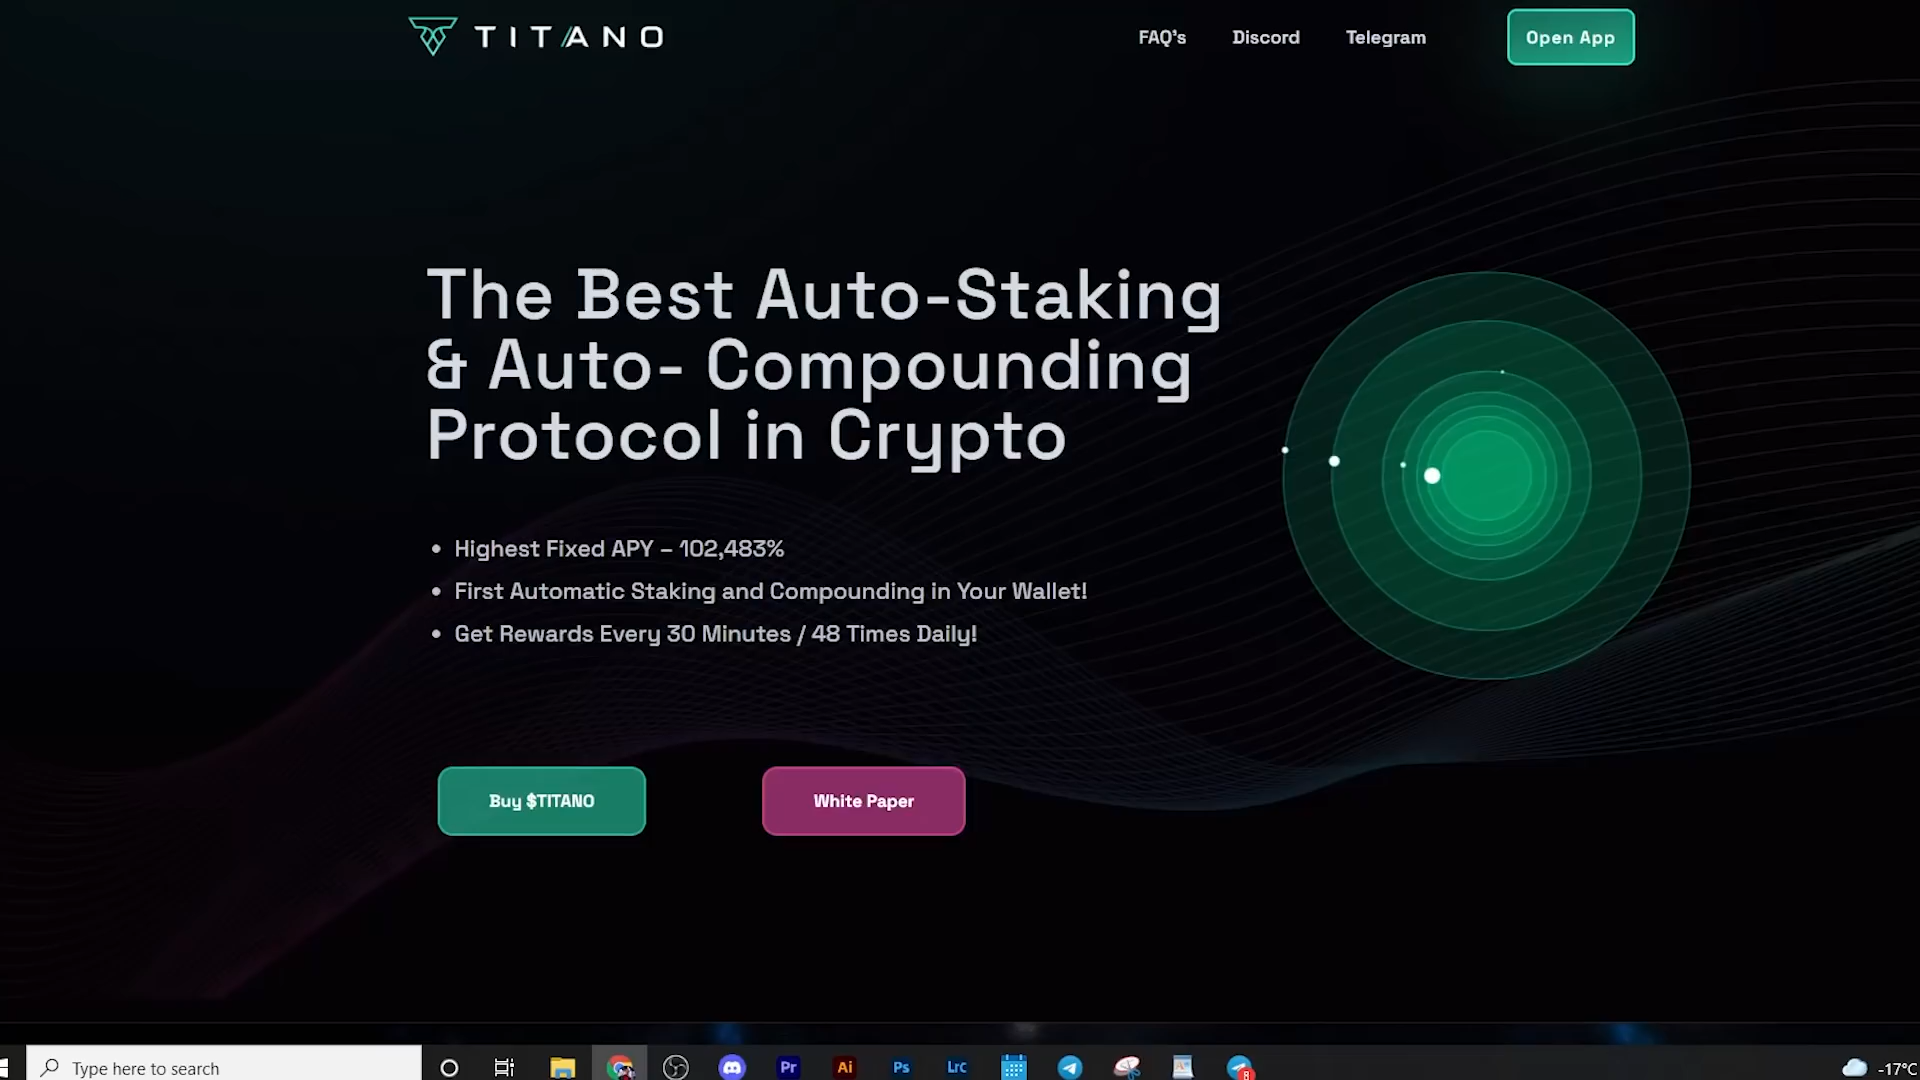 TITANO
FAQ's
Discord
Telegram
Open App
The Best Auto-Staking
& Auto- Compounding
Protocol in Crypto
• Highest Fixed APY – 102,483%
• First Automatic Staking and Compounding in Your Wallet!
• Get Rewards Every 30 Minutes / 48 Times Daily!
Buy $TITANO
White Paper
Type here to search
Pr
Ai
Ps
LrC
8
-17°C